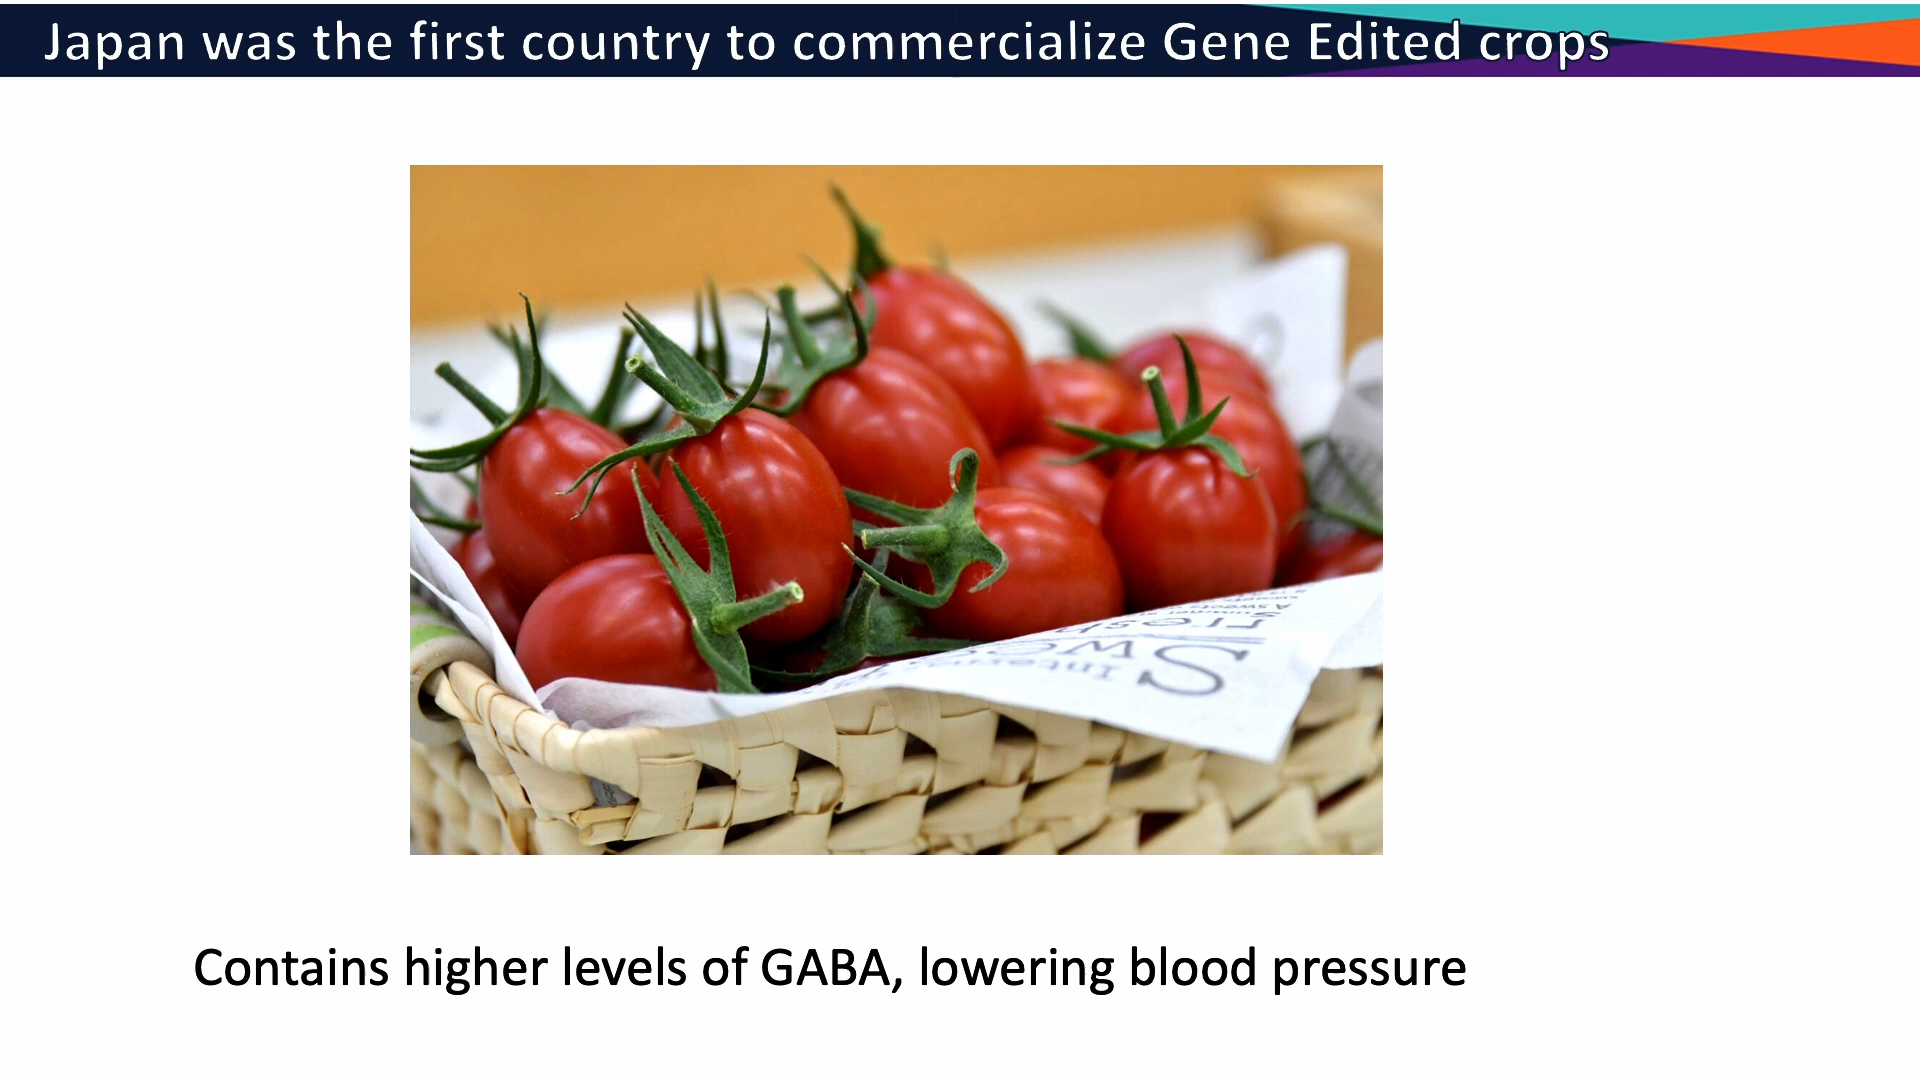 Japan was the first country to commercialize Gene Edited crops
Contains higher levels of GABA, lowering blood pressure